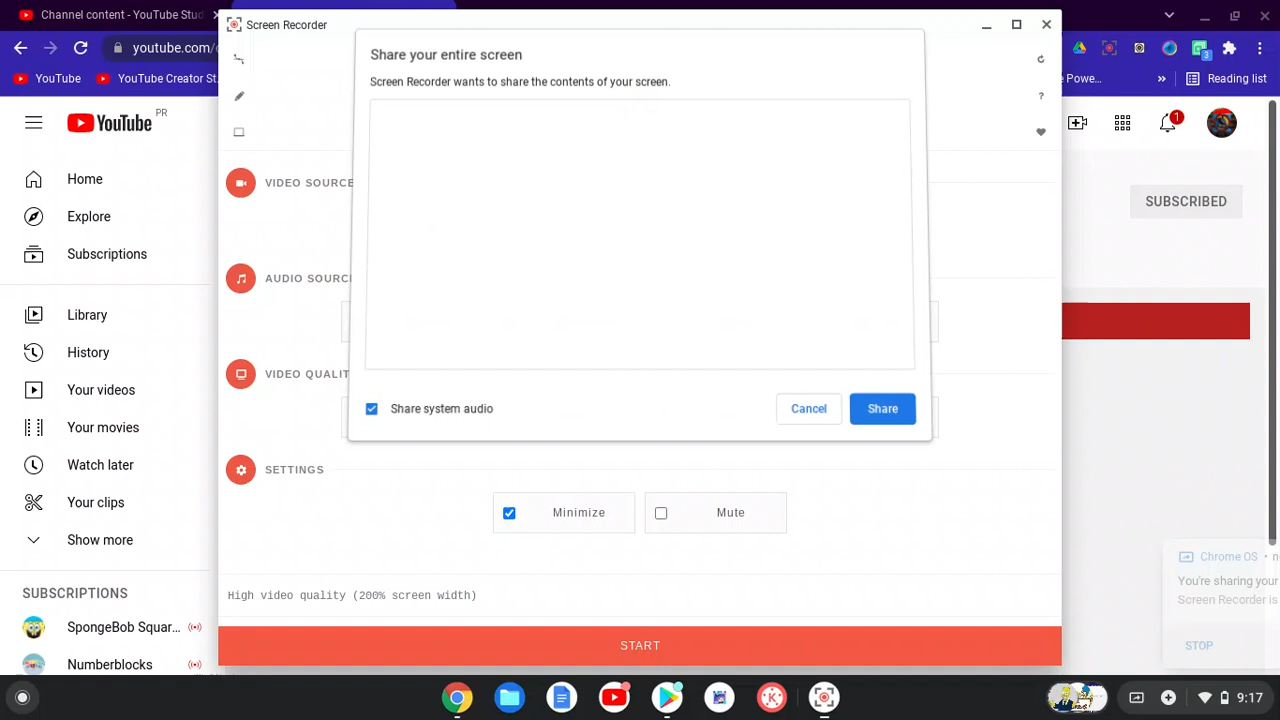 Screen Recorder
Share your entire screen
Screen Recorder wants to share the contents of your screen.
Share system audio
Cancel
Share
youtube.com/
YouTube
YouTube Creator St
Powe...
»
Reading list
3
?
YouTube
PR
1
Home
Explore
Subscriptions
Library
History
Your videos
Your movies
Watch later
Your clips
Show more
SUBSCRIPTIONS
SpongeBob Squar...
Numberblocks
SUBSCRIBED
VIDEO SOURCE
AUDIO SOURC
VIDEO QUALIT
SETTINGS
Minimize
Mute
High video quality (200% screen width)
START
Chrome OS •
You're sharing your
Screen Recorder is
STOP
K
9:17